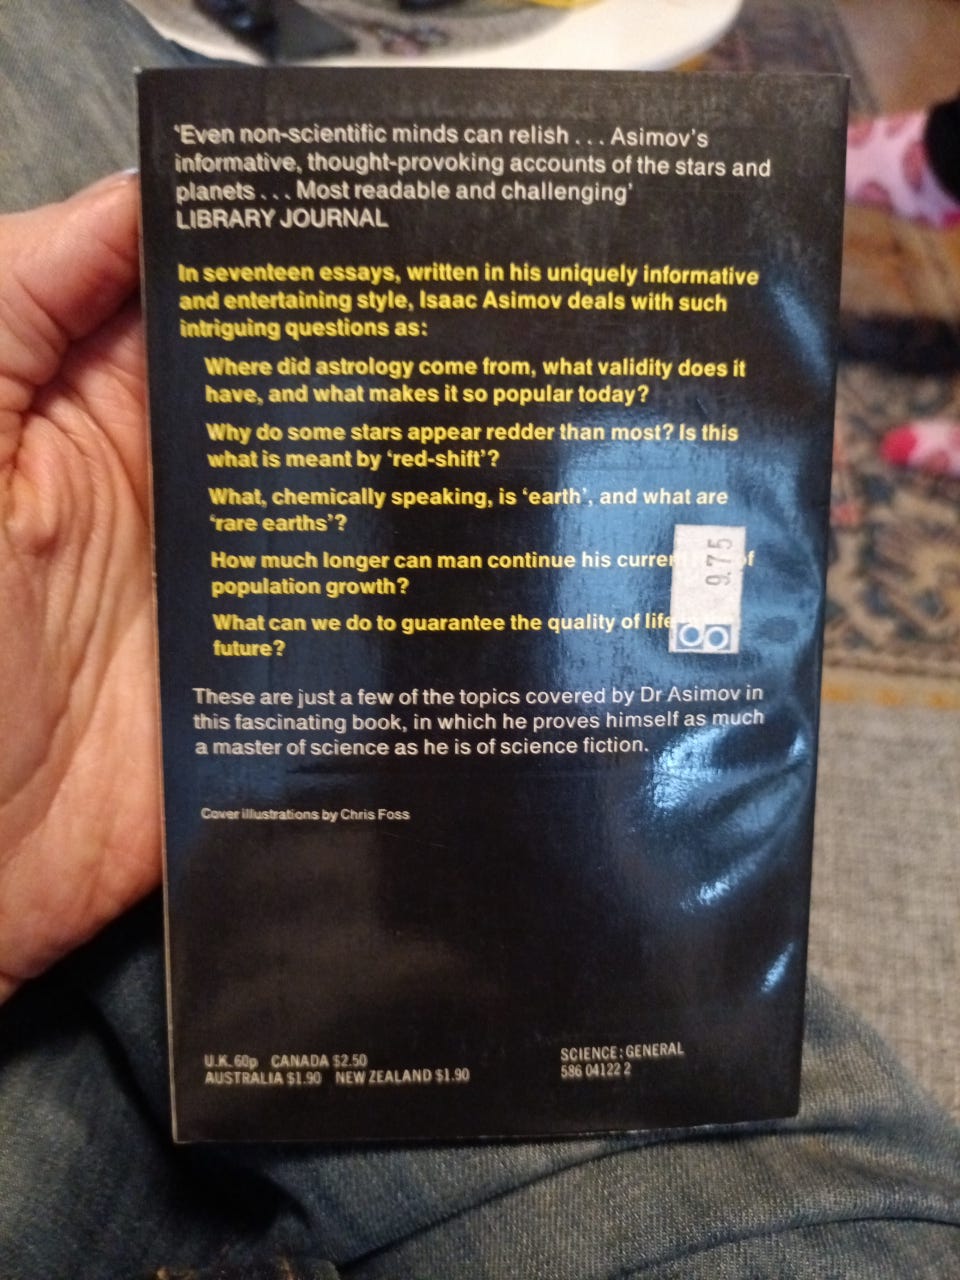 'Even non-scientific minds can relish . . . Asimov's
informative, thought-provoking accounts of the stars and
planets . . . Most readable and challenging'
LIBRARY JOURNAL
In seventeen essays, written in his uniquely informative
and entertaining style, Isaac Asimov deals with such
intriguing questions as:
Where did astrology come from, what validity does it
have, and what makes it so popular today?
Why do some stars appear redder than most? Is this
what is meant by 'red-shift'?
What, chemically speaking, is 'earth', and what are
'rare earths'?
How much longer can man continue his of
population growth?
What can we do to guarantee the quality of life
future?
9.75
These are just a few of the topics covered by Dr Asimov in
this fascinating book, in which he proves himself as much
a master of science as he is of science fiction.
Cover illustrations by Chris Foss
U.K. 60p CANADA $2.50
AUSTRALIA $1.90 NEW ZEALAND $1.90
SCIENCE: GENERAL
586 04122 2